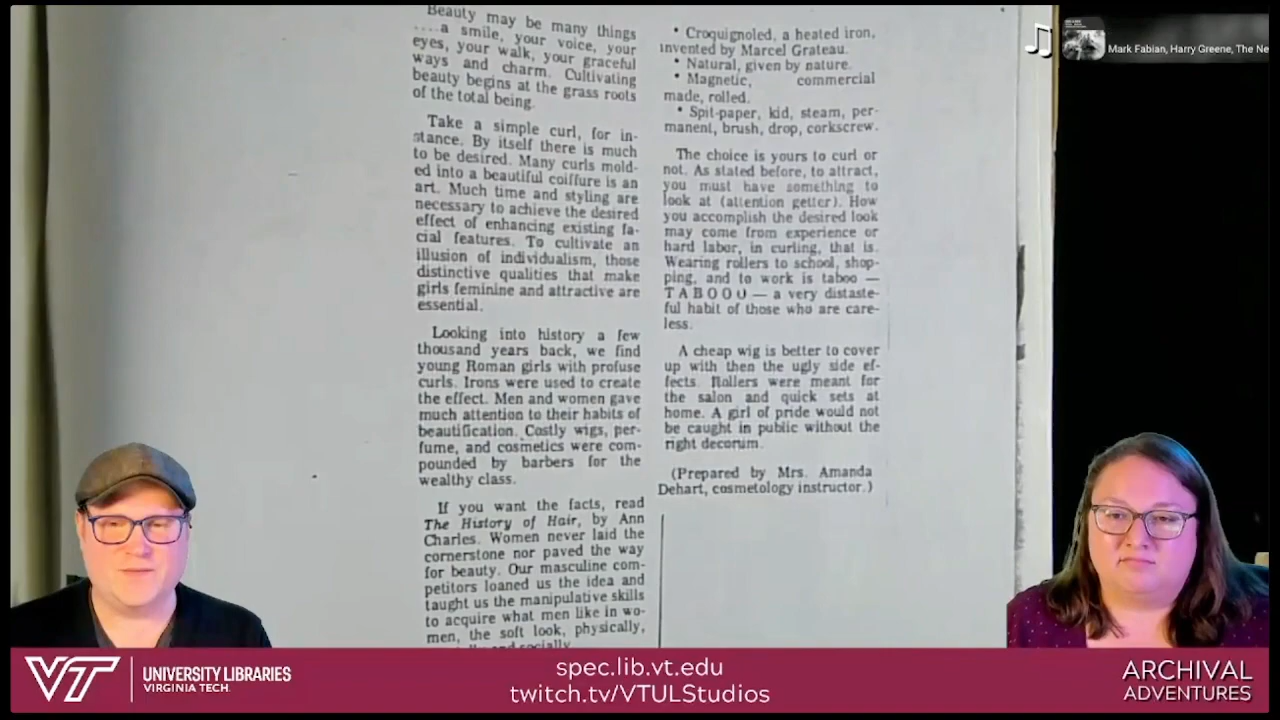 Beauty may be many things
....a smile, your voice, your
eyes, your walk, your graceful
ways and charm. Cultivating
beauty begins at the grass roots
of the total being.
Take a simple curl, for in-
stance. By itself there is much
to be desired. Many curls mold-
ed into a beautiful coiffure is an
art. Much time and styling are
necessary to achieve the desired
effect of enhancing existing fa-
cial features. To cultivate an
illusion of individualism, those
distinctive qualities that make
girls feminine and attractive are
essential.
Looking into history a few
thousand years back, we find
young Roman girls with profuse
curls. Irons were used to create
the effect. Men and women gave
much attention to their habits of
beautification. Costly wigs, per-
fume, and cosmetics were com-
pounded by barbers for the
wealthy class.
If you want the facts, read
The History of Hair, by Ann
Charles. Women never laid the
cornerstone nor paved the way
for beauty. Our masculine com-
petitors loaned us the idea and
taught us the manipulative skills
to acquire what men like in wo-
men, the soft look, physically,
and socially
* Croquignoled, a heated iron,
invented by Marcel Grateau.
* Natural, given by nature.
* Magnetic, commercial
made, rolled.
* Spit-paper, kid, steam, per-
manent, brush, drop, corkscrew.
The choice is yours to curl or
not. As stated before, to attract,
you must have something to
look at (attention getter). How
you accomplish the desired look
may come from experience or
hard labor, in curling, that is.
Wearing rollers to school, shop-
ping, and to work is taboo —
TABOOO — a very distaste-
ful habit of those who are care-
less.
A cheap wig is better to cover
up with then the ugly side ef-
fects. Rollers were meant for
the salon and quick sets at
home. A girl of pride would not
be caught in public without the
right decorum.
(Prepared by Mrs. Amanda
Dehart, cosmetology instructor.)
Mark Fabian, Harry Greene, The Ne
VT
UNIVERSITY LIBRARIES
VIRGINIA TECH.
spec.lib.vt.edu
twitch.tv/VTULStudios
ARCHIVAL
ADVENTURES